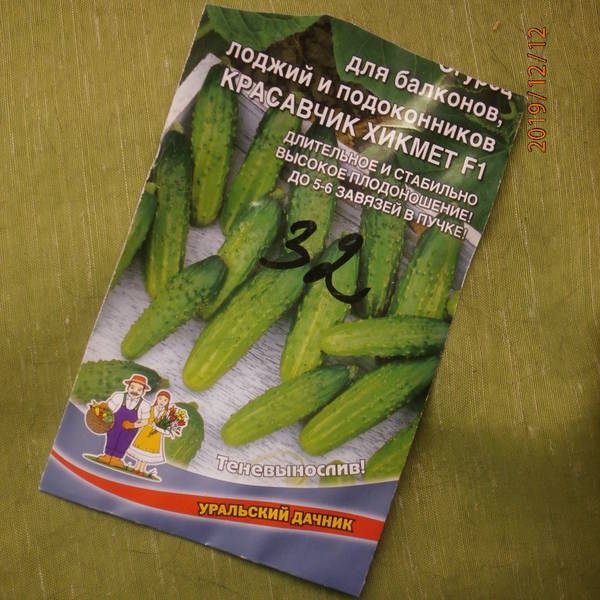 огурец
для балконов,
лоджий и подоконников
КРАСАВЧИК ХИКМЕТ F1
ДЛИТЕЛЬНОЕ И СТАБИЛЬНО
ВЫСОКОЕ ПЛОДОНОШЕНИЕ!
ДО 5-6 ЗАВЯЗЕЙ В ПУЧКЕ!
32
Теневынослив!
УРАЛЬСКИЙ ДАЧНИК
2019/12/12